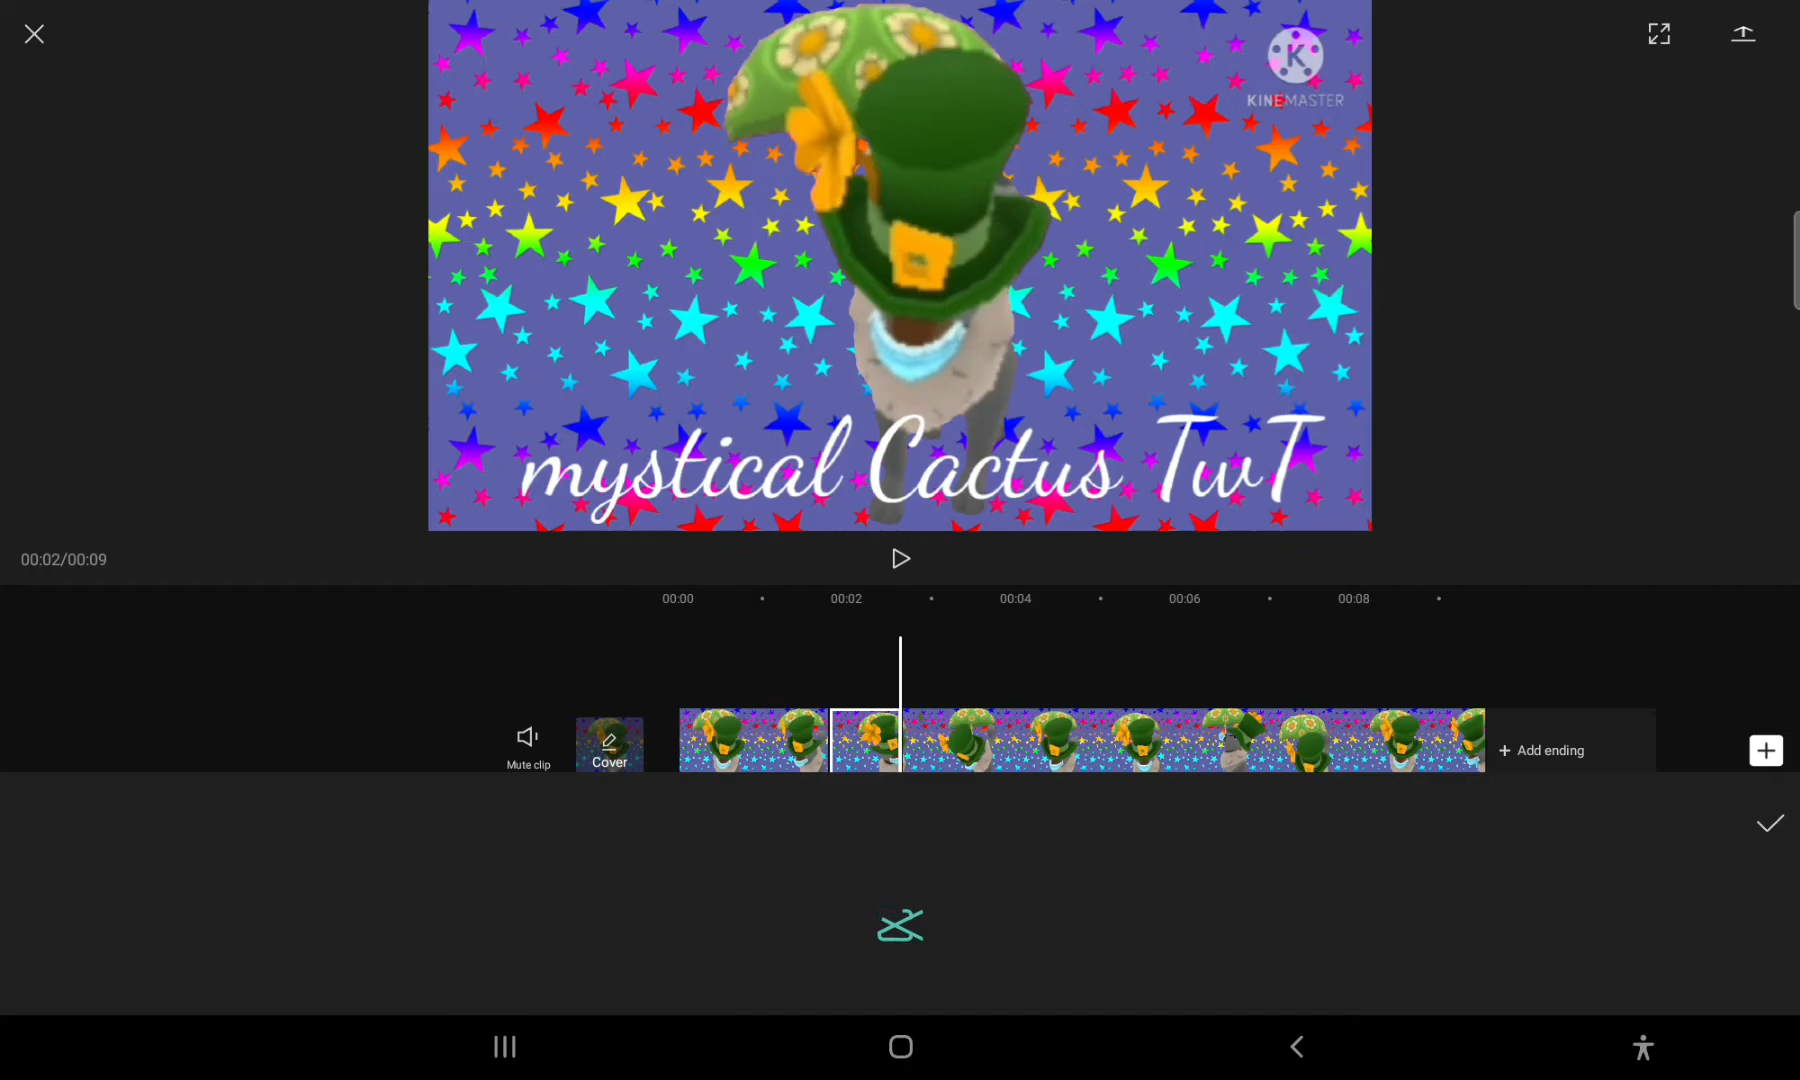 K
KINEMASTER
mystical Cactus TwT
00:02/00:09
00:00
00:02
00:04
00:06
00:08
Mute clip
Cover
+ Add ending